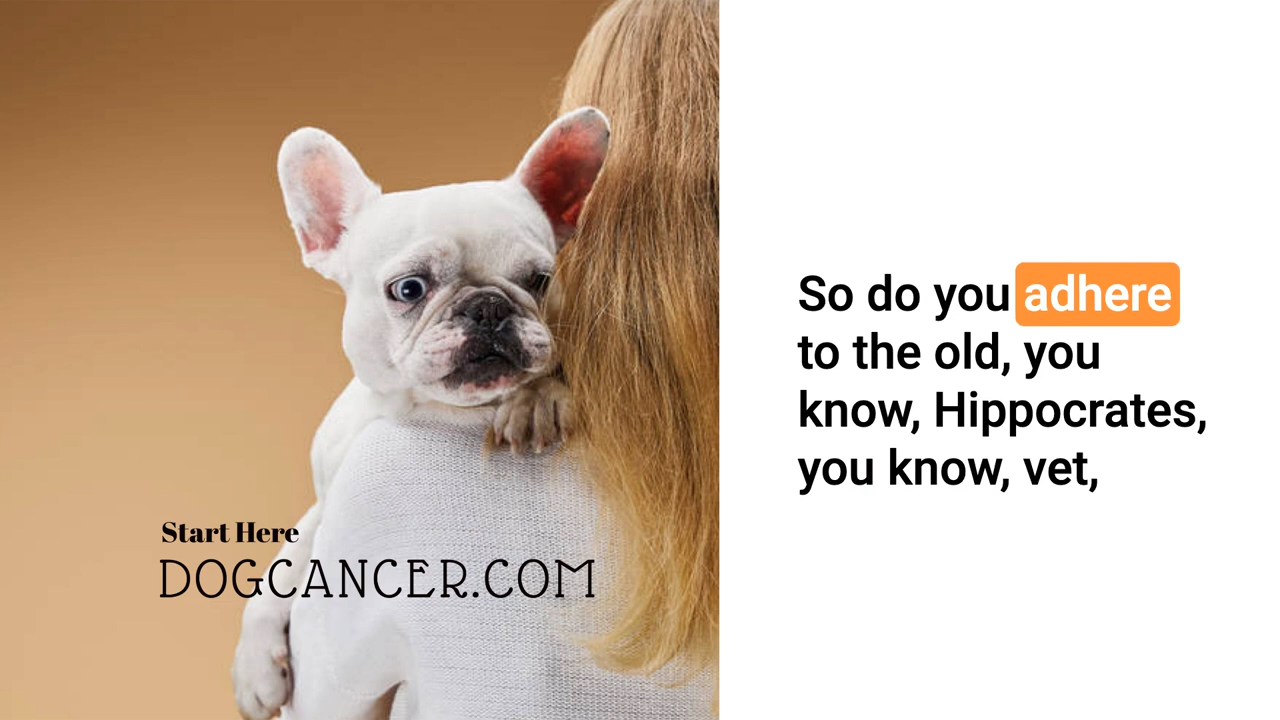 Start Here
DOGCANCER.COM
So do you adhere
to the old, you
know, Hippocrates,
you know, vet,